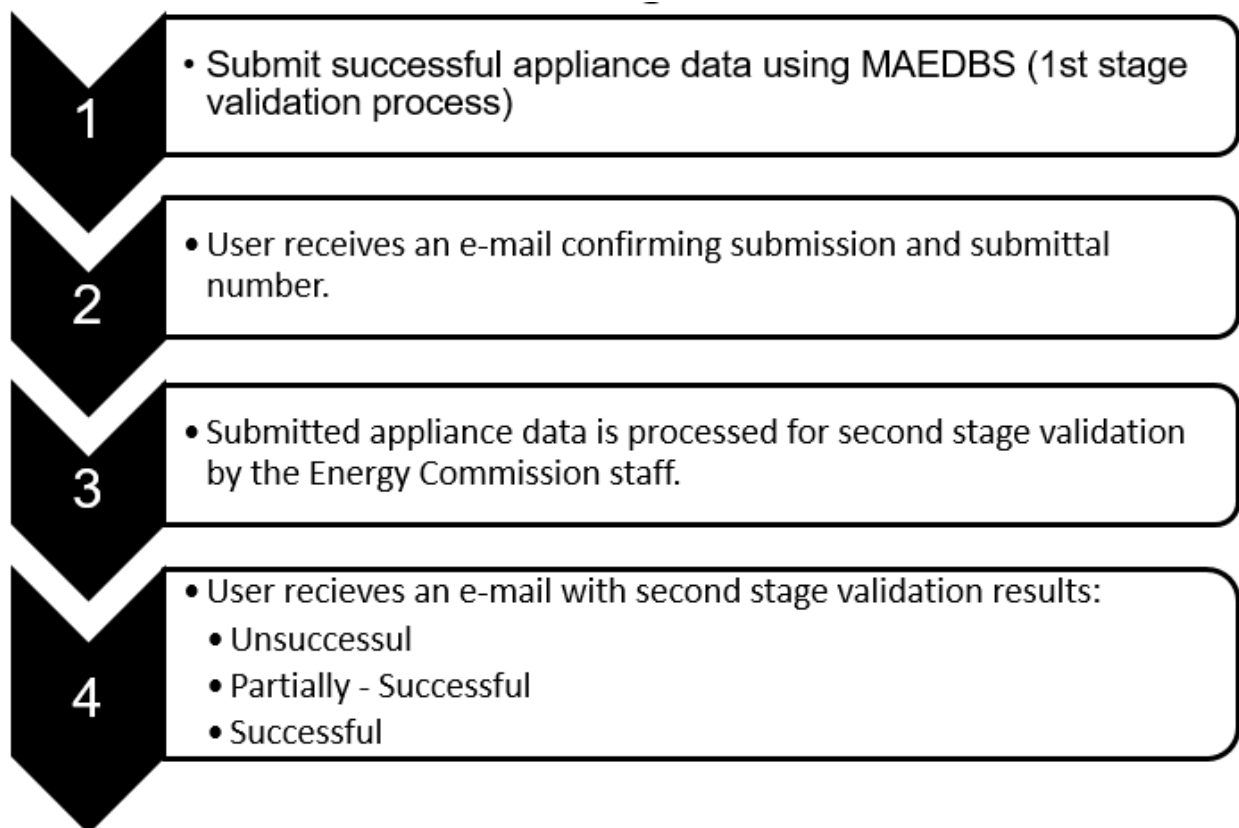 1
• Submit successful appliance data using MAEDBS (1st stage
validation process)
2
• User receives an e-mail confirming submission and submittal
number.
3
• Submitted appliance data is processed for second stage validation
by the Energy Commission staff.
4
• User recieves an e-mail with second stage validation results:
• Unsuccessul
• Partially - Successful
• Successful